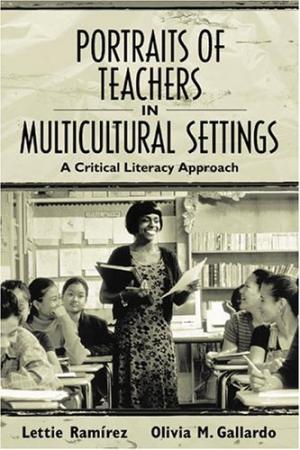 PORTRAITS OF
TEACHERS
IN
MULTICULTURAL SETTINGS
A Critical Literacy Approach
Lettie Ramírez Olivia M. Gallardo